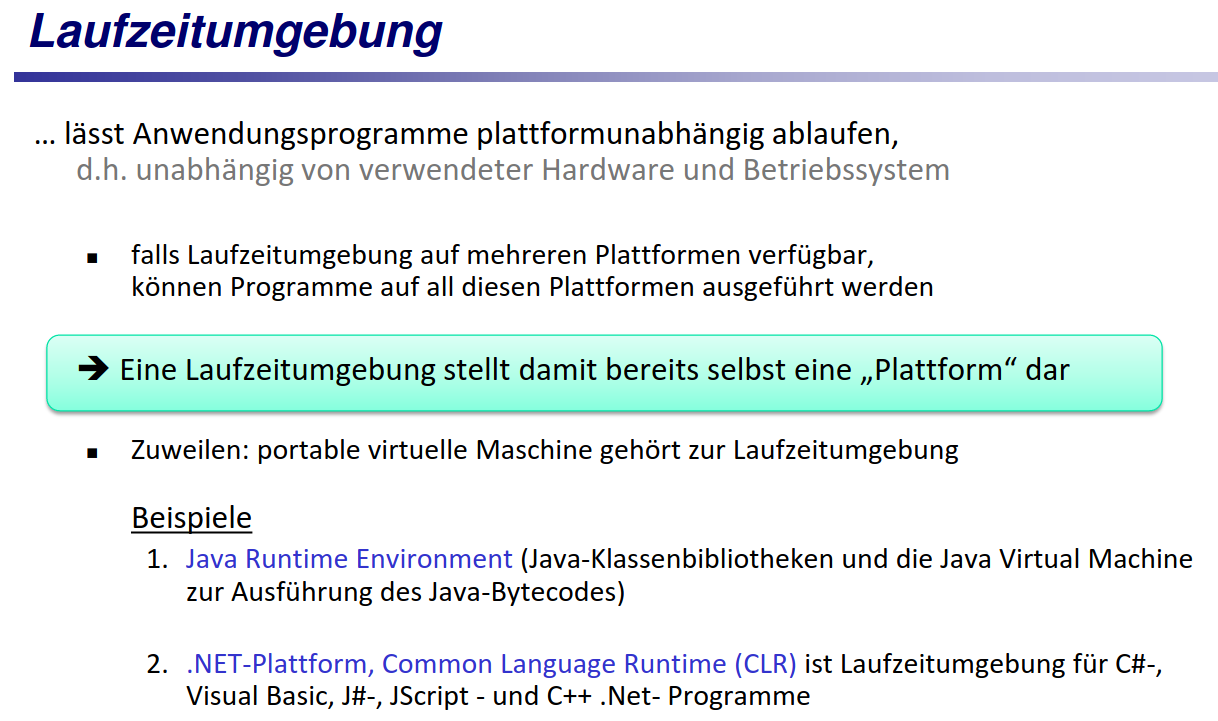 Laufzeitumgebung
... lässt Anwendungsprogramme plattformunabhängig ablaufen,
d.h. unabhängig von verwendeter Hardware und Betriebssystem
▪ falls Laufzeitumgebung auf mehreren Plattformen verfügbar,
können Programme auf all diesen Plattformen ausgeführt werden
➔ Eine Laufzeitumgebung stellt damit bereits selbst eine „Plattform“ dar
▪ Zuweilen: portable virtuelle Maschine gehört zur Laufzeitumgebung
Beispiele
1. Java Runtime Environment (Java-Klassenbibliotheken und die Java Virtual Machine
zur Ausführung des Java-Bytecodes)
2. .NET-Plattform, Common Language Runtime (CLR) ist Laufzeitumgebung für C#-,
Visual Basic, J#-, JScript - und C++ .Net- Programme